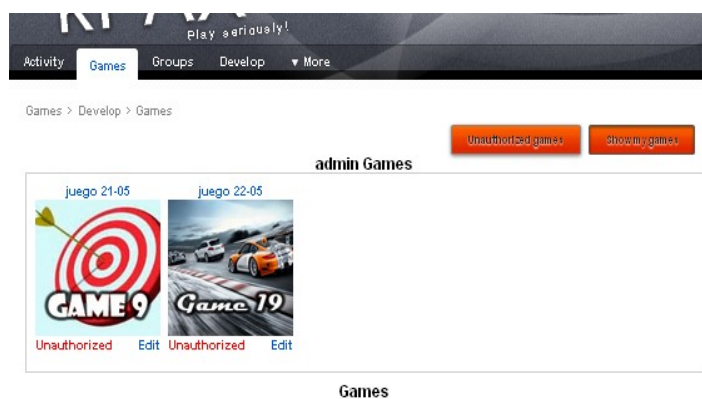 Play seriously!
Activity Games Groups Develop ▾ More
Games > Develop > Games
Unauthorized games Show my games
admin Games
juego 21-05 juego 22-05
GAME 9 Game 19
Unauthorized Edit Unauthorized Edit
Games